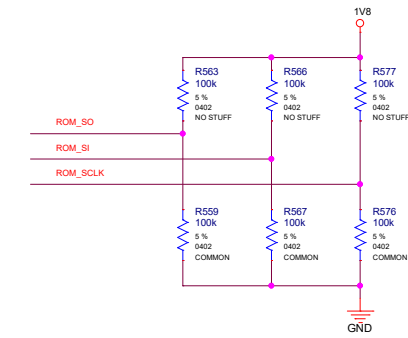 1V8
R563
100k
5 %
0402
NO STUFF
R566
100k
5 %
0402
NO STUFF
R577
100k
5 %
0402
NO STUFF
ROM_SO
ROM_SI
ROM_SCLK
R559
100k
5 %
0402
COMMON
R567
100k
5 %
0402
COMMON
R576
100k
5 %
0402
COMMON
GND